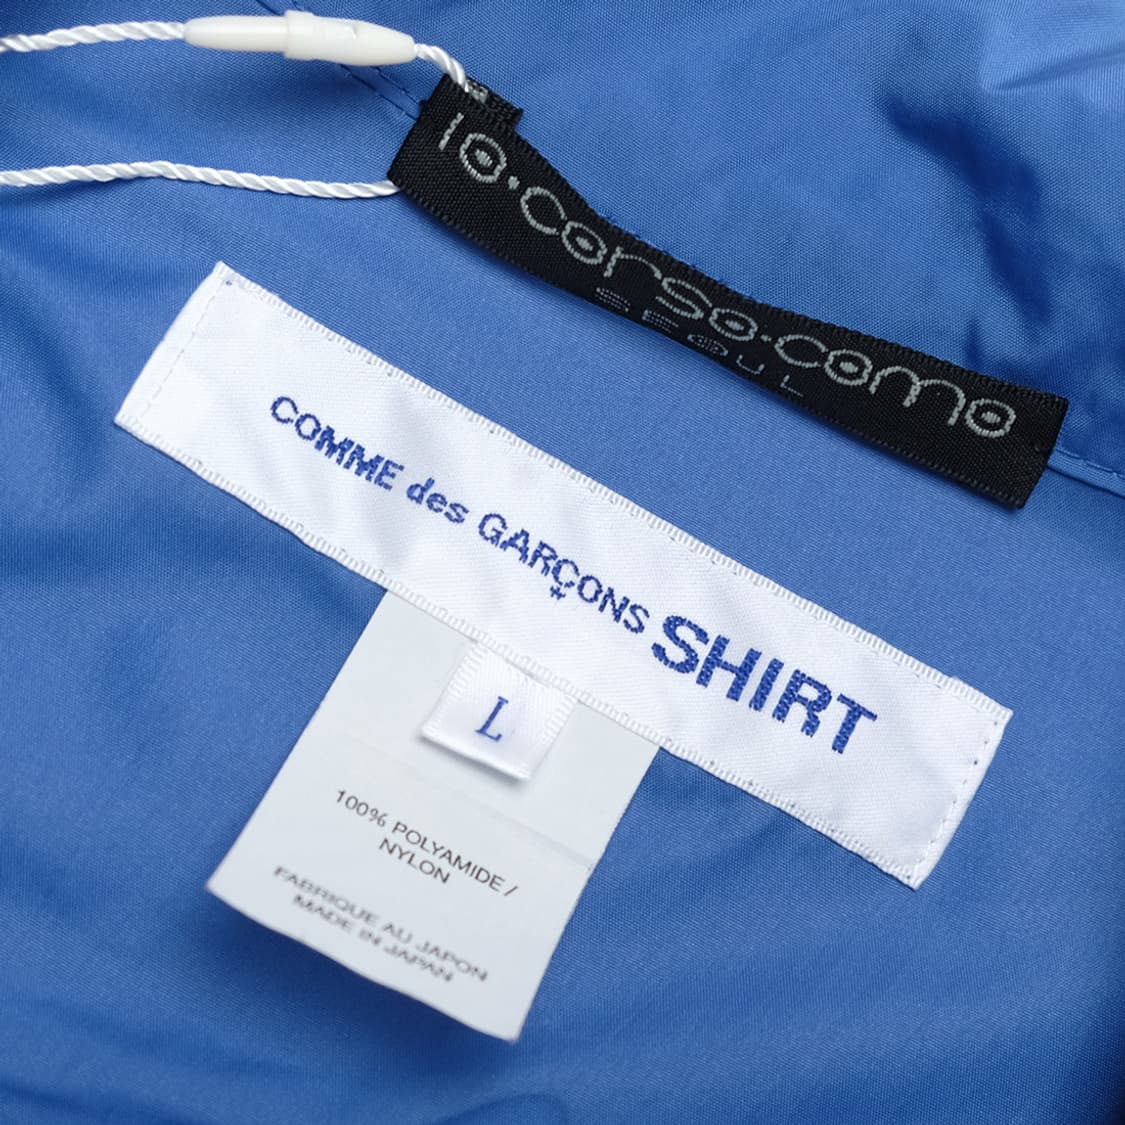 10·corso·como
SEOUL
COMME des GARÇONS SHIRT
L
100% POLYAMIDE /
NYLON
FABRIQUE AU JAPON
MADE IN JAPAN